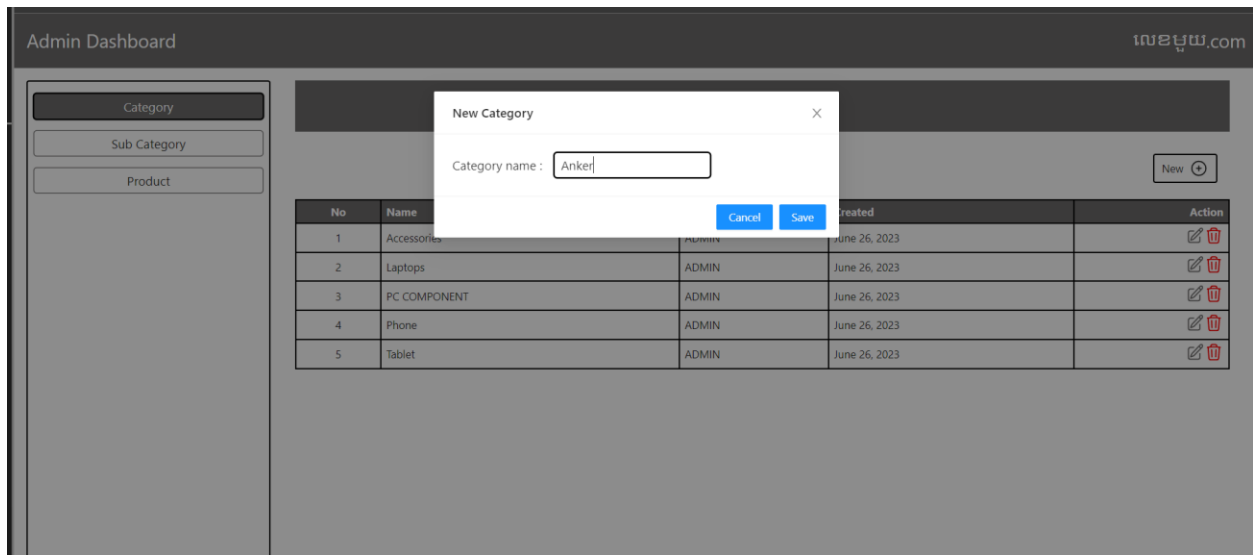 Admin Dashboard
លេខមួយ.com
Category
Sub Category
Product
New Category
Category name :
Anker
Cancel
Save
New
No Name Created Action
1 Accessories ADMIN June 26, 2023
2 Laptops ADMIN June 26, 2023
3 PC COMPONENT ADMIN June 26, 2023
4 Phone ADMIN June 26, 2023
5 Tablet ADMIN June 26, 2023